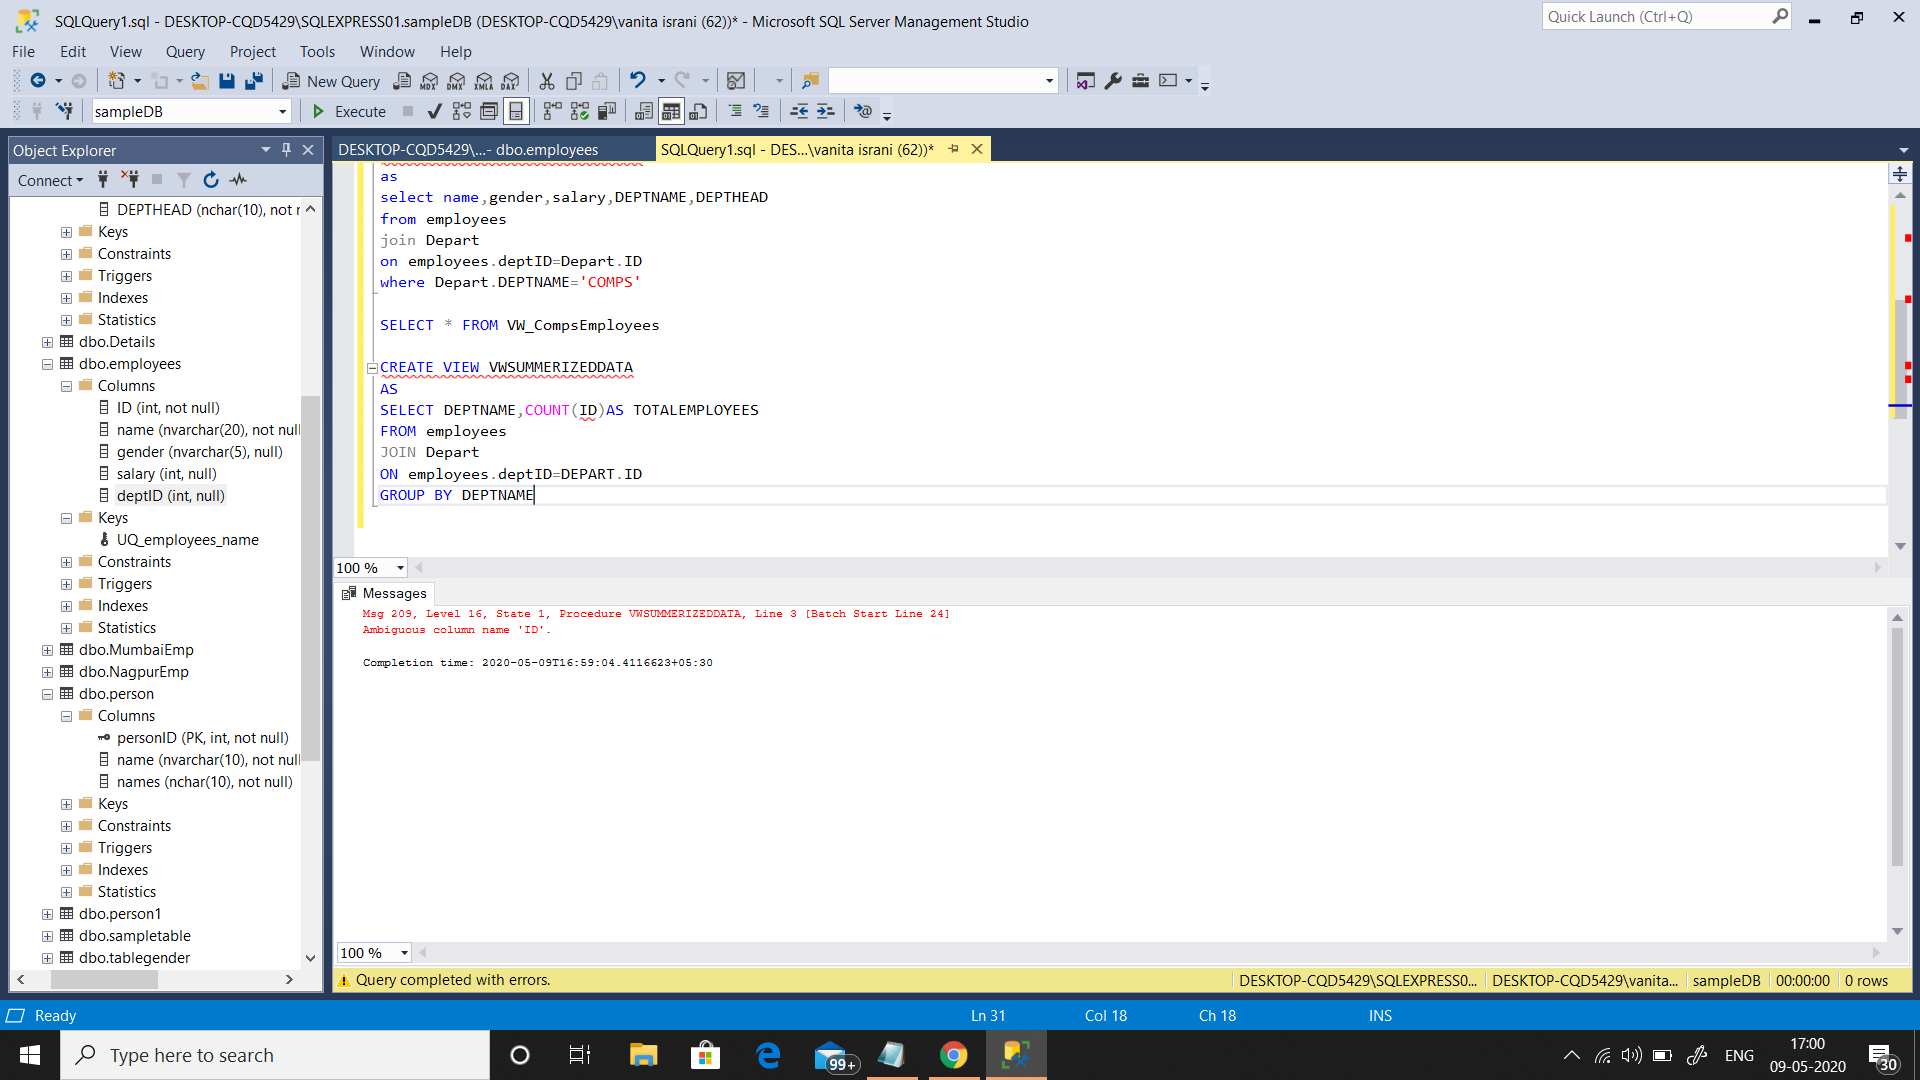 SQLQuery1.sql - DESKTOP-CQD5429\SQLEXPRESS01.sampleDB (DESKTOP-CQD5429\vanita israni (62))* - Microsoft SQL Server Management Studio
Quick Launch (Ctrl+Q)
File Edit View Query Project Tools Window Help
New Query MDX DMX XMLA DAX
sampleDB Execute
Object Explorer
Connect
DEPTHEAD (nchar(10), not r
Keys
Constraints
Triggers
Indexes
Statistics
dbo.Details
dbo.employees
Columns
ID (int, not null)
name (nvarchar(20), not null
gender (nvarchar(5), null)
salary (int, null)
deptID (int, null)
Keys
UQ_employees_name
Constraints
Triggers
Indexes
Statistics
dbo.MumbaiEmp
dbo.NagpurEmp
dbo.person
Columns
personID (PK, int, not null)
name (nvarchar(10), not null
names (nchar(10), not null)
Keys
Constraints
Triggers
Indexes
Statistics
dbo.person1
dbo.sampletable
dbo.tablegender
DESKTOP-CQD5429\...- dbo.employees
SQLQuery1.sql - DES...\vanita israni (62))*
as
select name,gender,salary,DEPTNAME,DEPTHEAD
from employees
join Depart
on employees.deptID=Depart.ID
where Depart.DEPTNAME='COMPS'
SELECT * FROM VW_CompsEmployees
CREATE VIEW VWSUMMERIZEDDATA
AS
SELECT DEPTNAME,COUNT(ID)AS TOTALEMPLOYEES
FROM employees
JOIN Depart
ON employees.deptID=DEPART.ID
GROUP BY DEPTNAME
100 %
Messages
Msg 209, Level 16, State 1, Procedure VWSUMMERIZEDDATA, Line 3 [Batch Start Line 24]
Ambiguous column name 'ID'.
Completion time: 2020-05-09T16:59:04.4116623+05:30
100 %
Query completed with errors.
DESKTOP-CQD5429\SQLEXPRESS0... DESKTOP-CQD5429\vanita... sampleDB 00:00:00 0 rows
Ready Ln 31 Col 18 Ch 18 INS
Type here to search
99+
ENG
17:00
09-05-2020
30